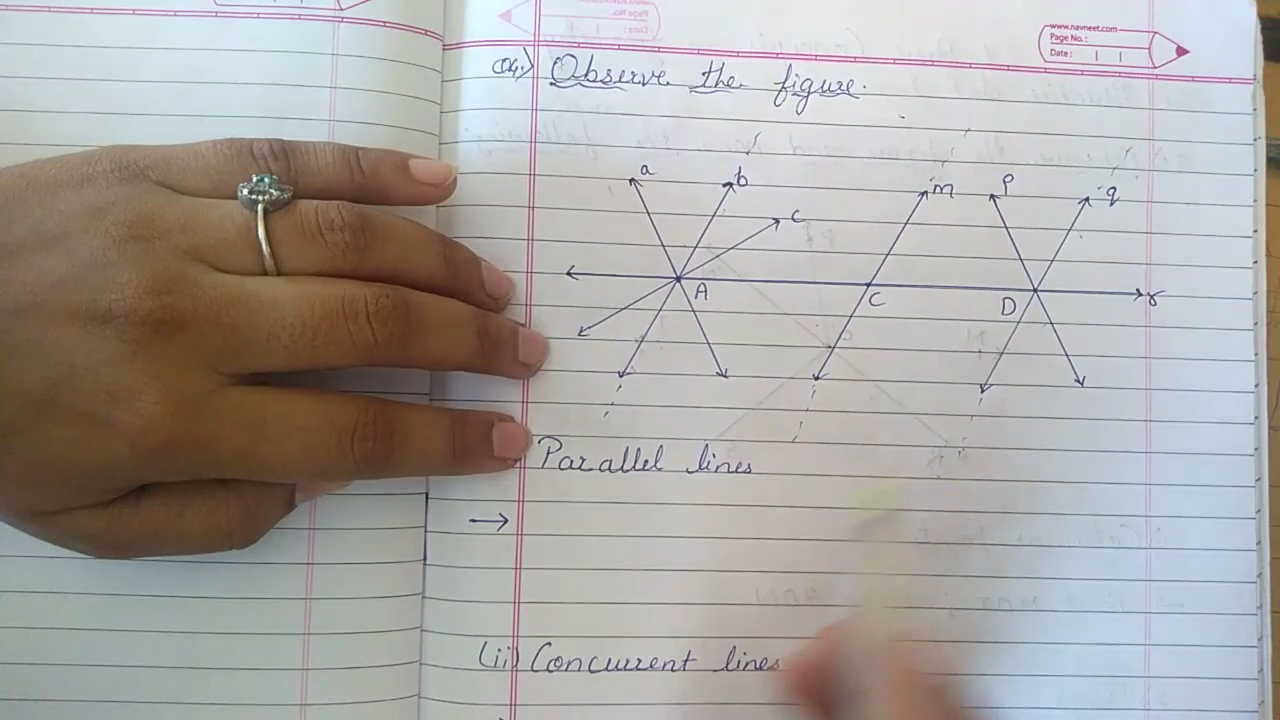 www.navneet.com
Page No.:
Date:
Q4.) Observe the figure.
a b c m p q
A C D r
Parallel lines
→
(ii) Concurrent lines